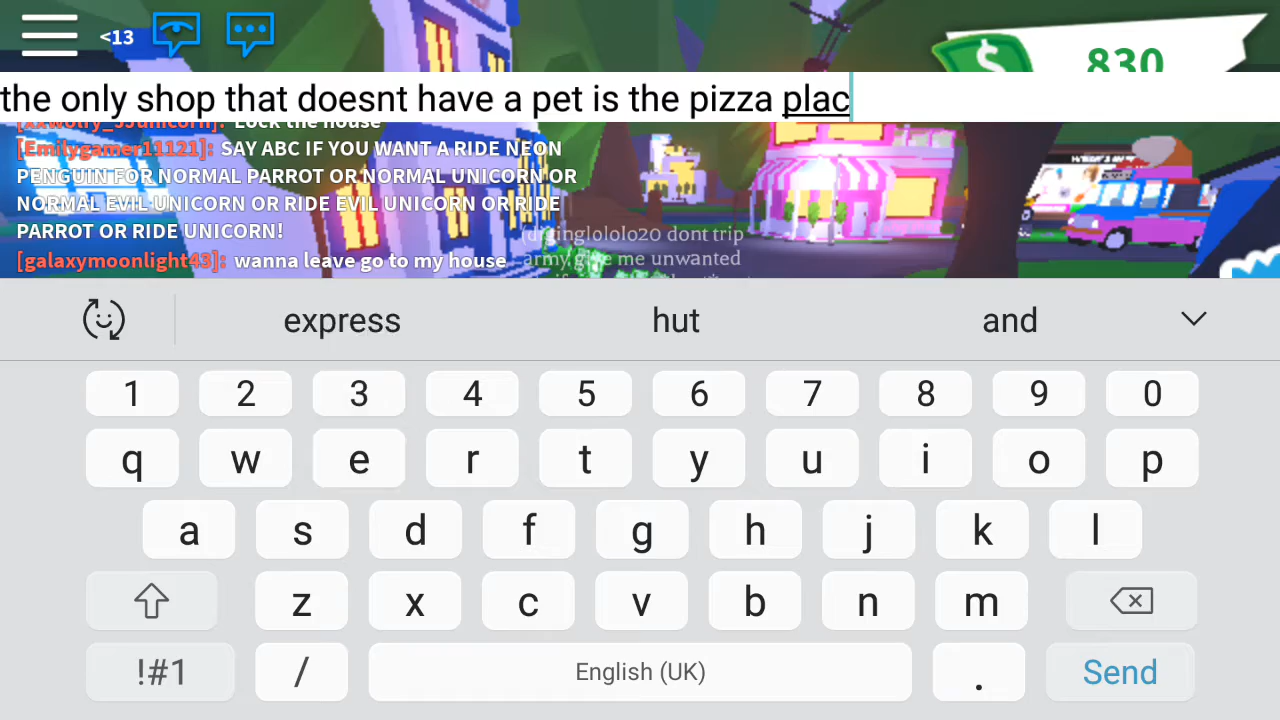 <13
830
the only shop that doesnt have a pet is the pizza plac
Lock the house
[Emilygamer11121]: SAY ABC IF YOU WANT A RIDE NEON
PENGUIN FOR NORMAL PARROT OR NORMAL UNICORN OR
NORMAL EVIL UNICORN OR RIDE EVIL UNICORN OR RIDE
PARROT OR RIDE UNICORN!
[galaxymoonlight43]: wanna leave go to my house
dont trip
army give me unwanted
express hut and
1 2 3 4 5 6 7 8 9 0
q w e r t y u i o p
a s d f g h j k l
z x c v b n m
!#1 / English (UK) . Send